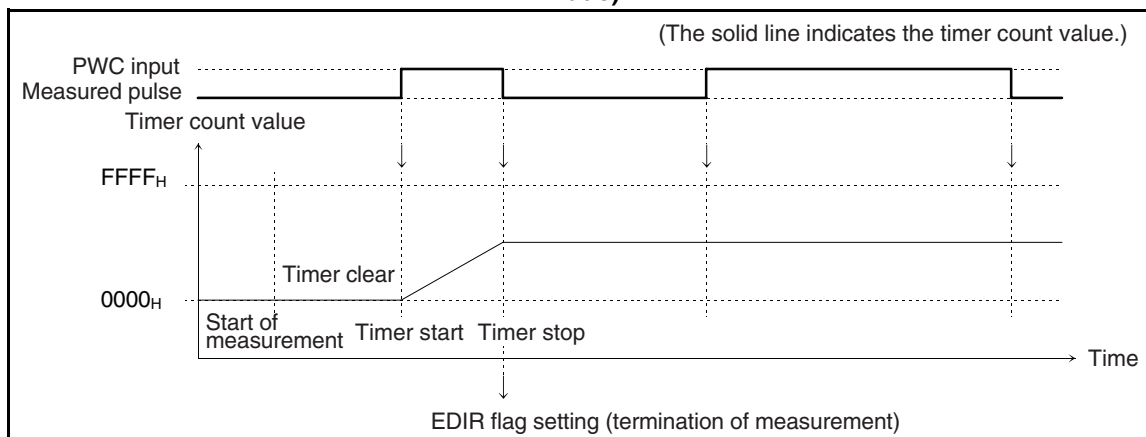 (The solid line indicates the timer count value.)
PWC input
Measured pulse
Timer count value
FFFFH
Timer clear
0000H
Start of
measurement
Timer start
Timer stop
Time
EDIR flag setting (termination of measurement)